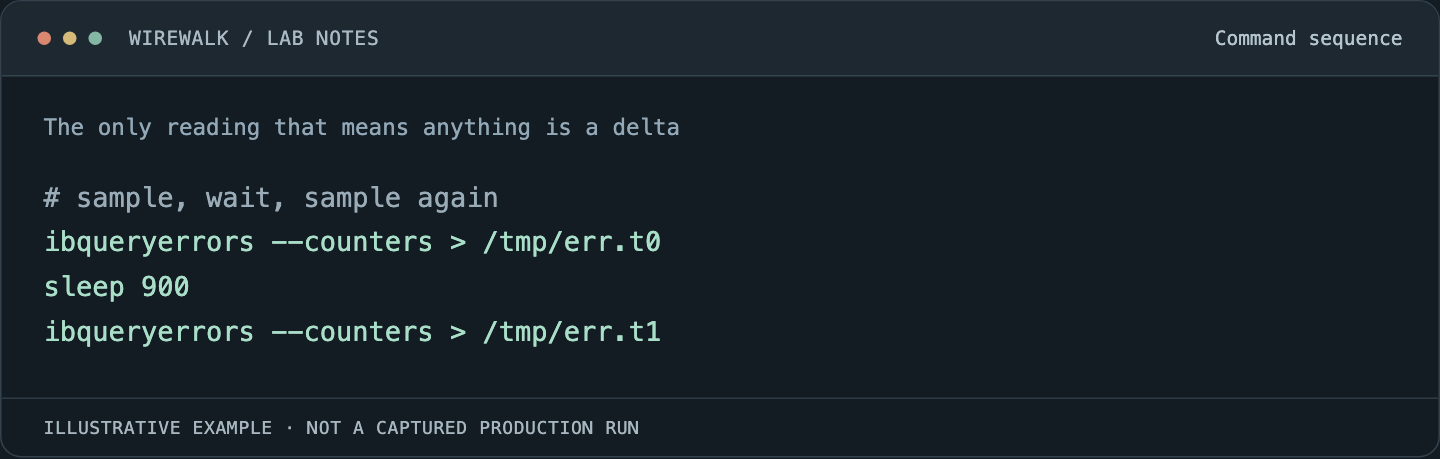 WIREWALK / LAB NOTES
Command sequence
The only reading that means anything is a delta
# sample, wait, sample again
ibqueryerrors --counters > /tmp/err.t0
sleep 900
ibqueryerrors --counters > /tmp/err.t1
ILLUSTRATIVE EXAMPLE · NOT A CAPTURED PRODUCTION RUN